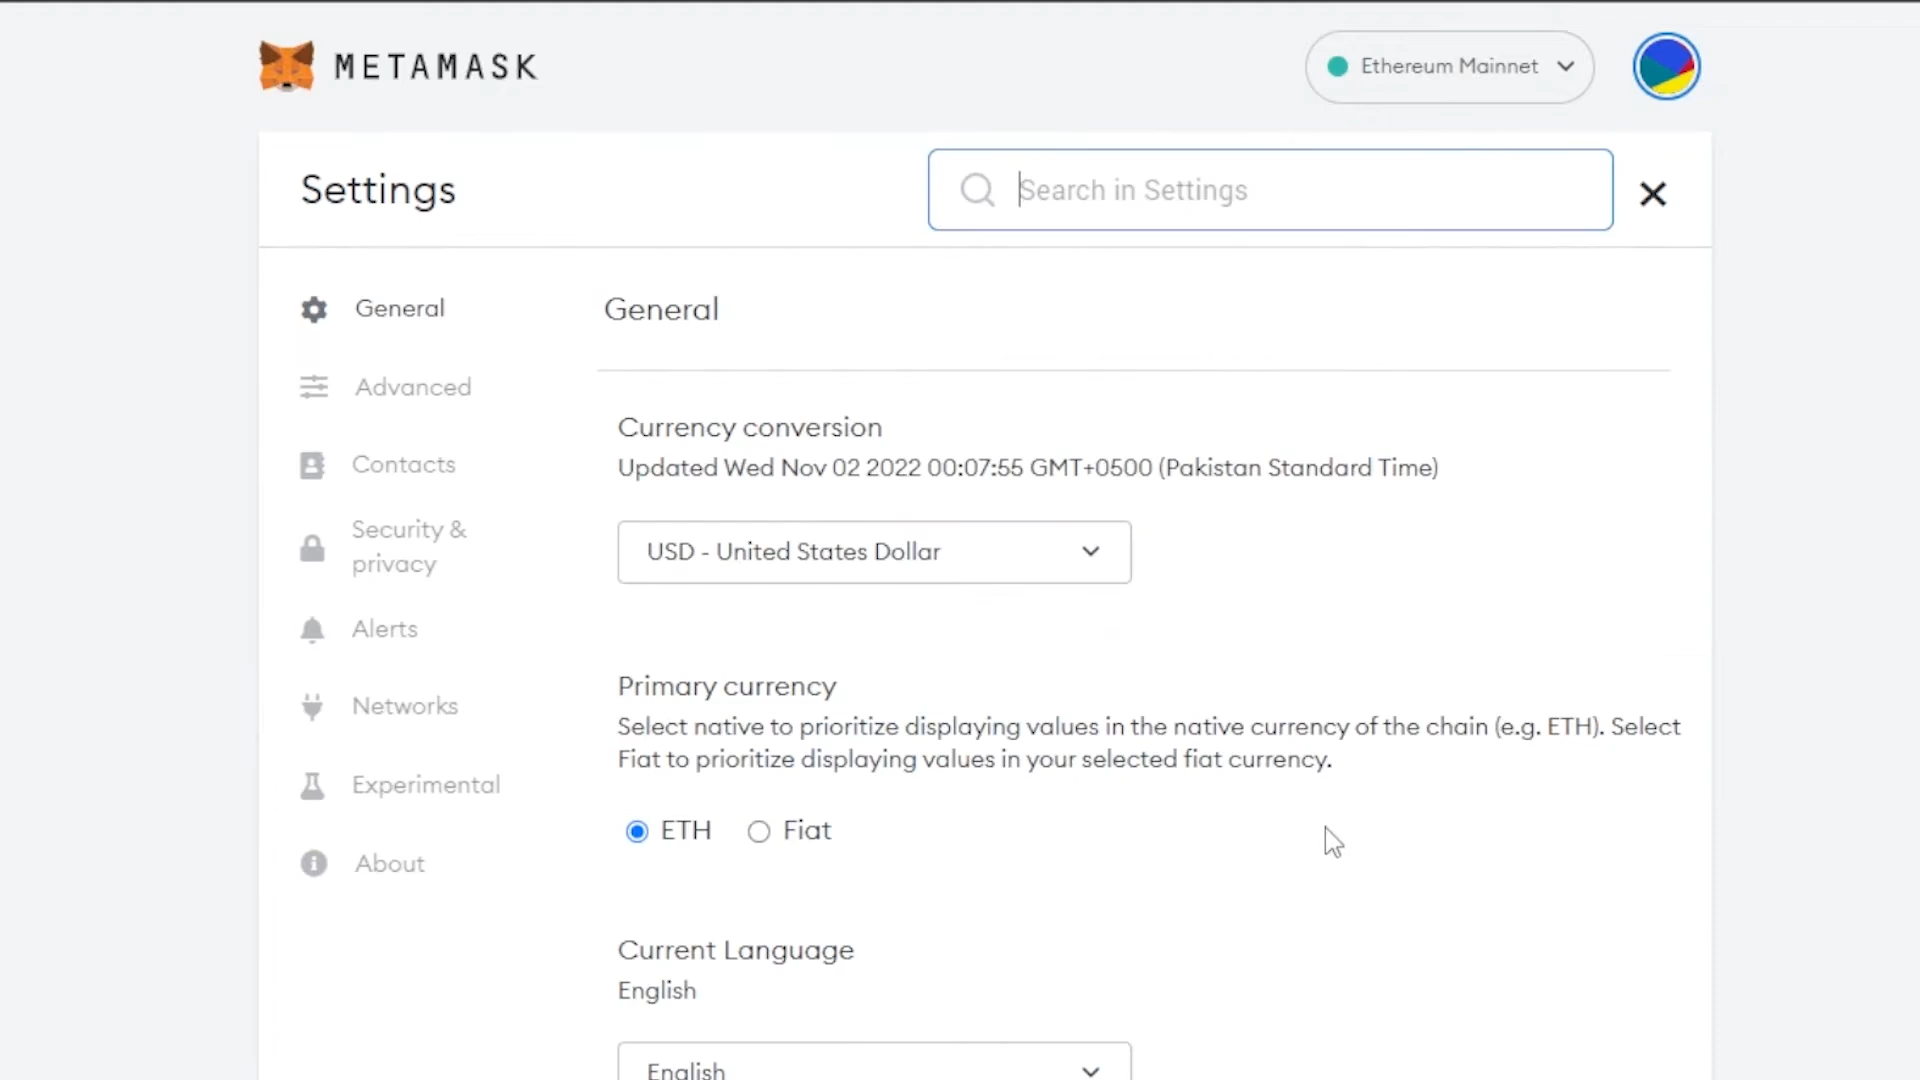 METAMASK
Ethereum Mainnet
Settings
Search in Settings
General
Advanced
Contacts
Security &
privacy
Alerts
Networks
Experimental
About
General
Currency conversion
Updated Wed Nov 02 2022 00:07:55 GMT+0500 (Pakistan Standard Time)
USD - United States Dollar
Primary currency
Select native to prioritize displaying values in the native currency of the chain (e.g. ETH). Select
Fiat to prioritize displaying values in your selected fiat currency.
ETH Fiat
Current Language
English
English